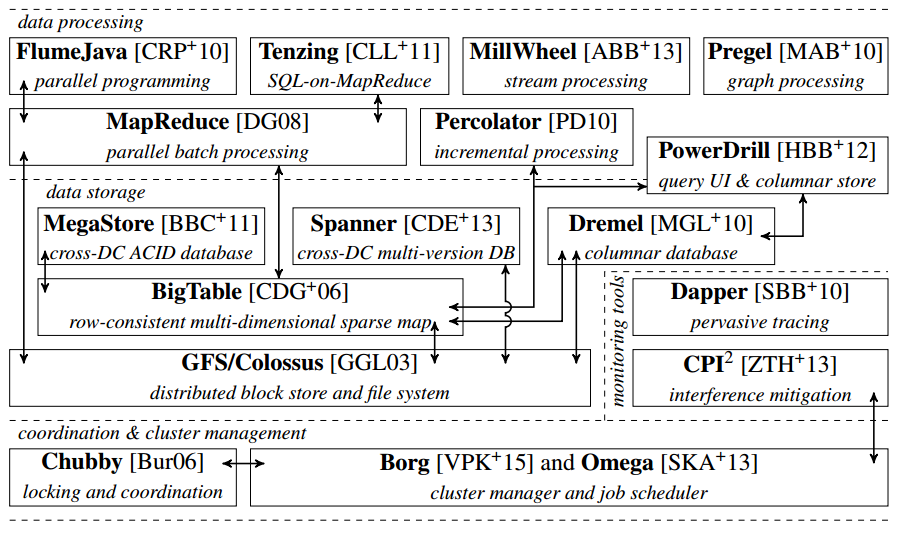 data processing
FlumeJava [CRP+10]
parallel programming
Tenzing [CLL+11]
SQL-on-MapReduce
MillWheel [ABB+13]
stream processing
Pregel [MAB+10]
graph processing
MapReduce [DG08]
parallel batch processing
Percolator [PD10]
incremental processing
PowerDrill [HBB+12]
query UI & columnar store
data storage
MegaStore [BBC+11]
cross-DC ACID database
Spanner [CDE+13]
cross-DC multi-version DB
Dremel [MGL+10]
columnar database
BigTable [CDG+06]
row-consistent multi-dimensional sparse map
GFS/Colossus [GGL03]
distributed block store and file system
monitoring tools
Dapper [SBB+10]
pervasive tracing
CPI2 [ZTH+13]
interference mitigation
coordination & cluster management
Chubby [Bur06]
locking and coordination
Borg [VPK+15] and Omega [SKA+13]
cluster manager and job scheduler